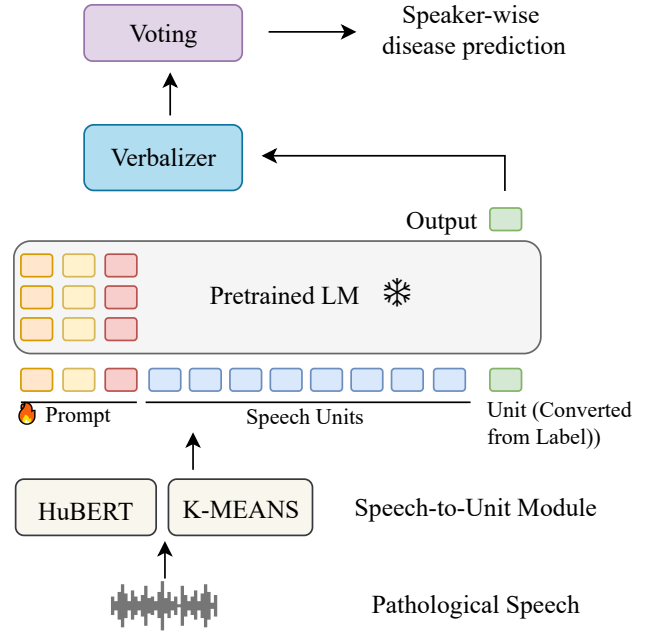 Voting
Speaker-wise
disease prediction
Verbalizer
Output
Pretrained LM
Prompt
Speech Units
Unit (Converted
from Label))
HuBERT
K-MEANS
Speech-to-Unit Module
Pathological Speech